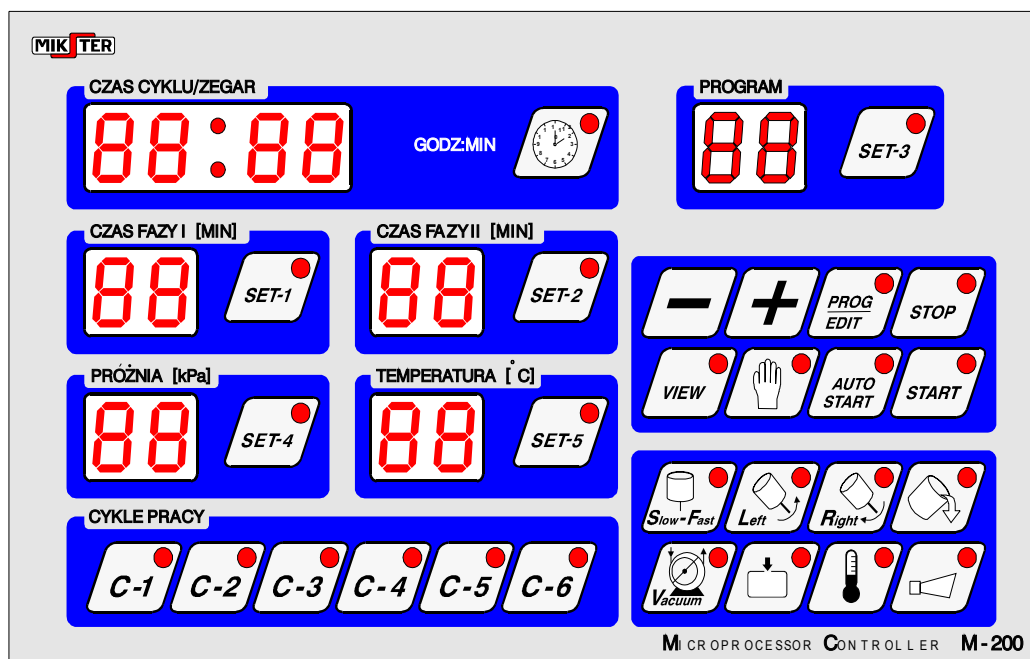 MIKSTER
CZAS CYKLU/ZEGAR
88:88
GODZ:MIN
PROGRAM
88
SET-3
CZAS FAZY I [MIN]
88
SET-1
CZAS FAZY II [MIN]
88
SET-2
PRÓŻNIA [kPa]
88
SET-4
TEMPERATURA [°C]
88
SET-5
CYKLE PRACY
C-1 C-2 C-3 C-4 C-5 C-6
− + PROG
EDIT
STOP
VIEW
AUTO
START
START
Slow-Fast
Left
Right
Vacuum
MICROPROCESSOR CONTROLLER M-200